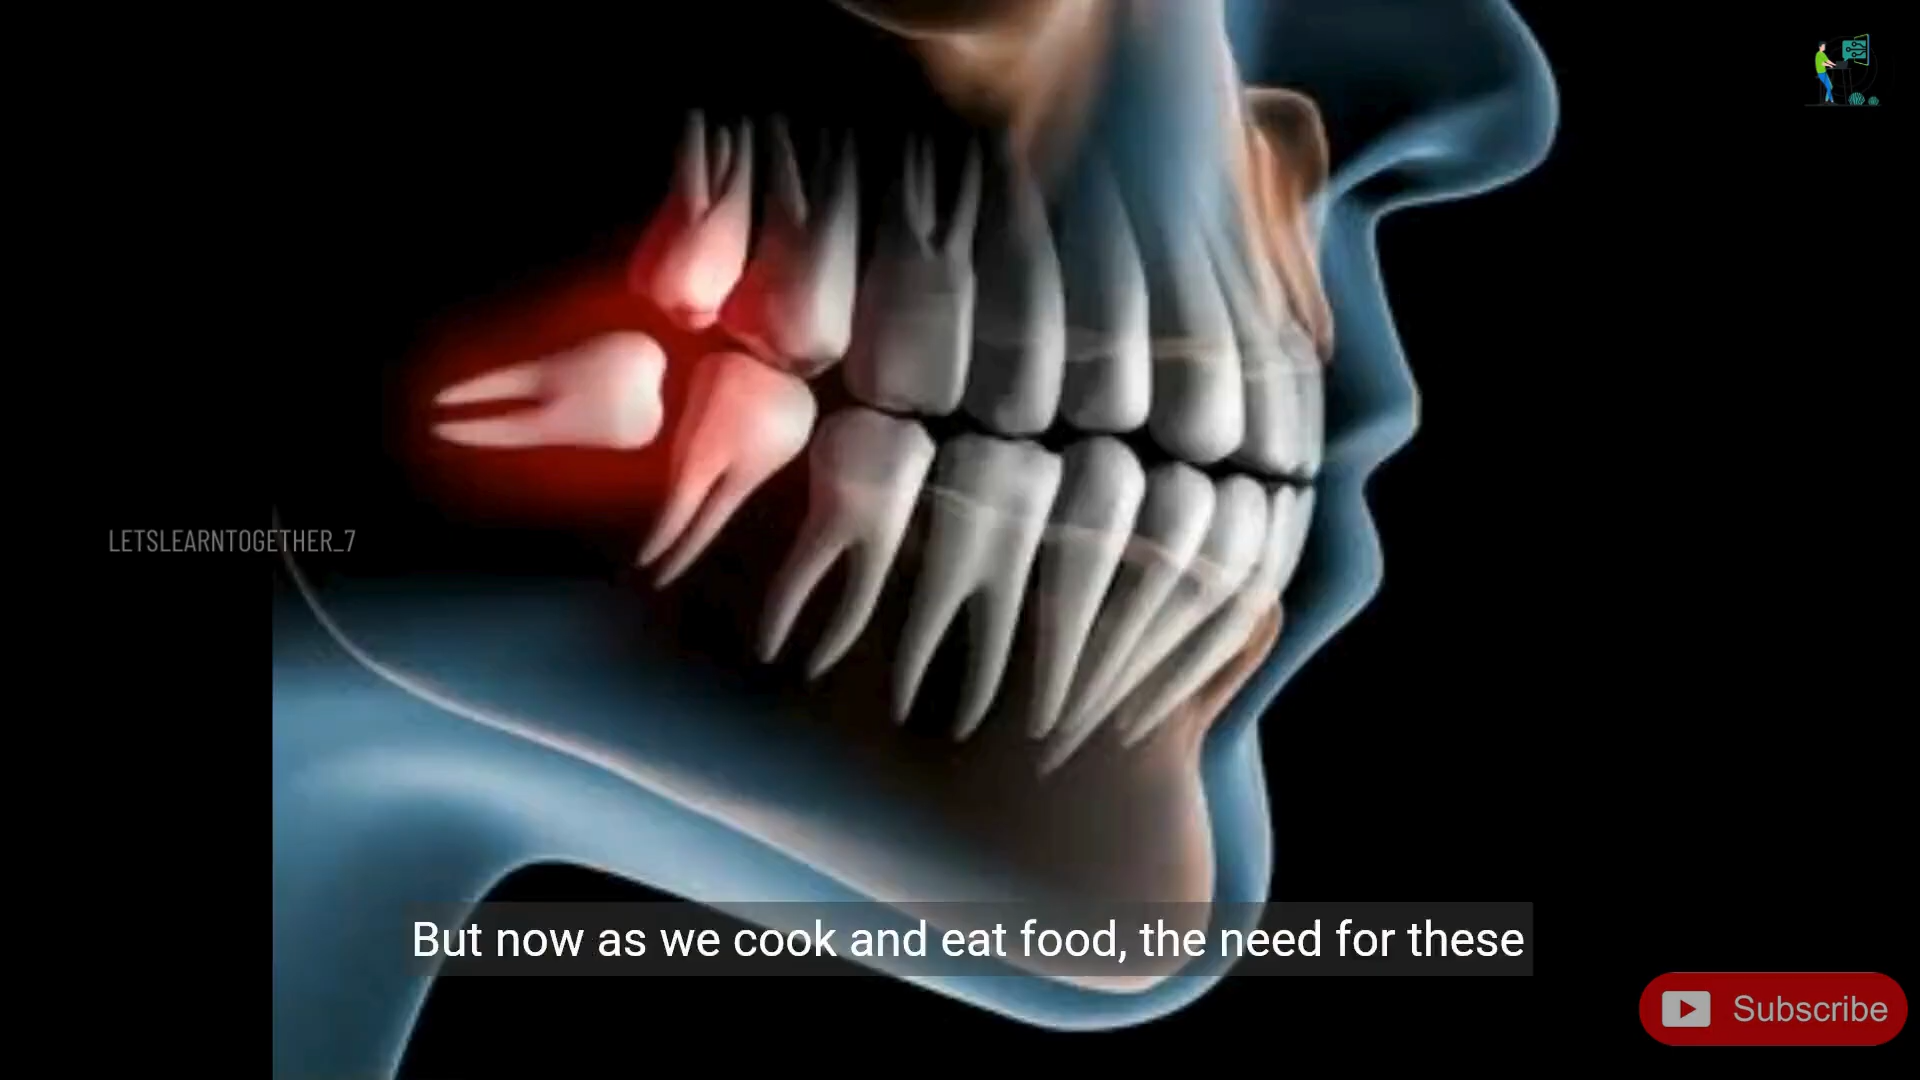 LETSLEARNTOGETHER_7
But now as we cook and eat food, the need for these
Subscribe